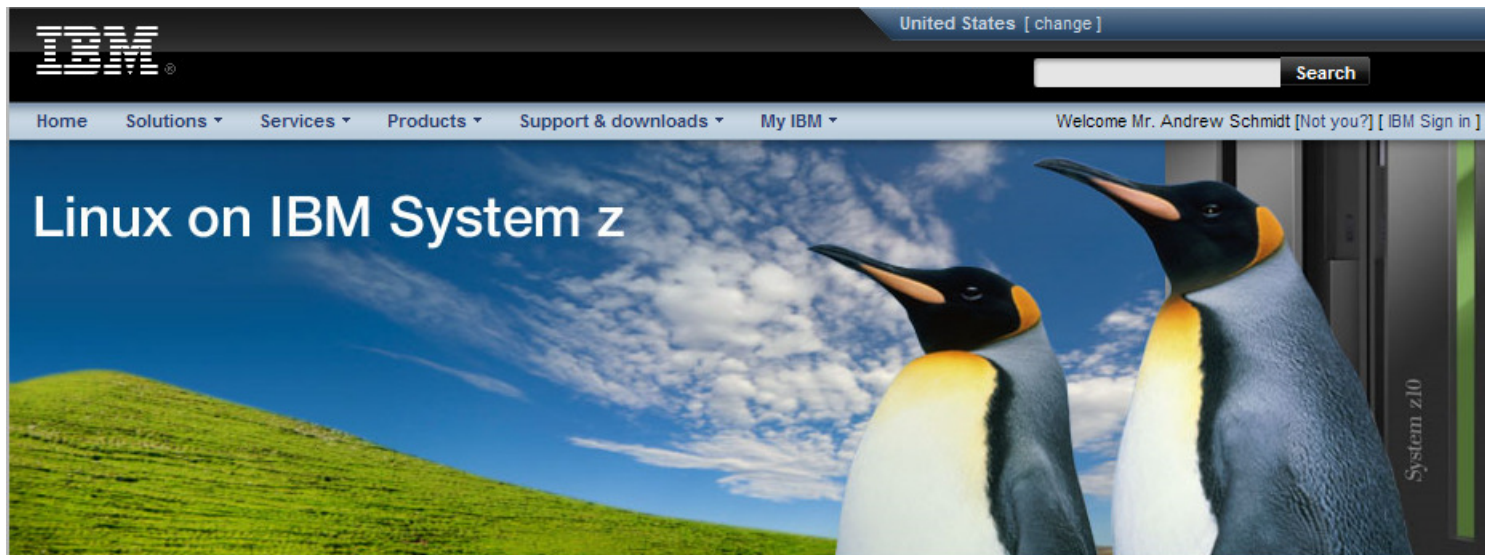 United States [ change ]
IBM®
Search
Home Solutions Services Products Support & downloads My IBM Welcome Mr. Andrew Schmidt [Not you?] [ IBM Sign in ]
Linux on IBM System z
System z10